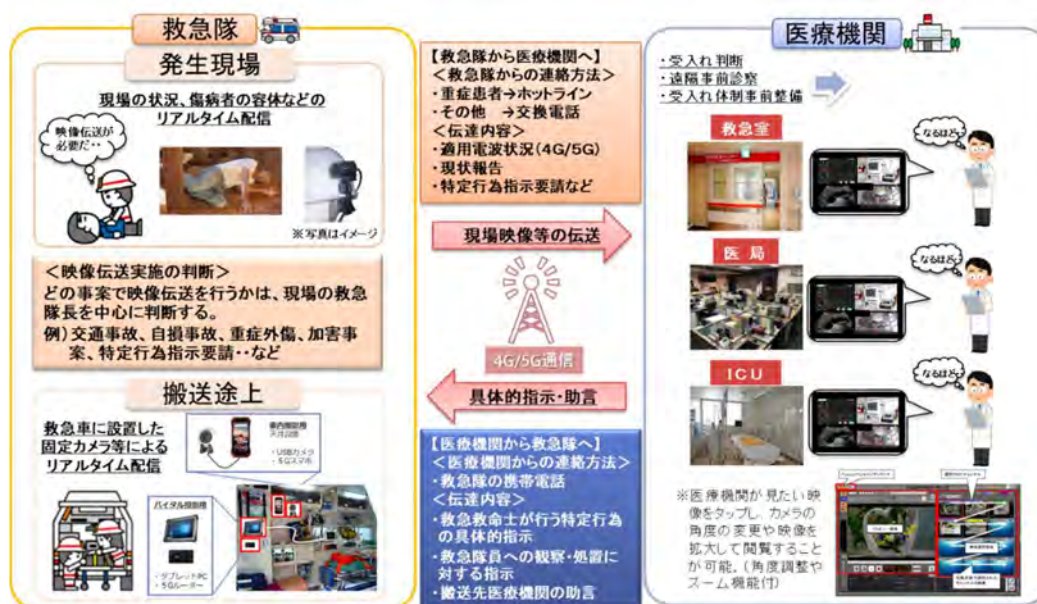 救急隊
発生現場
現場の状況、傷病者の容体などの
リアルタイム配信
映像伝送が
必要だ・・
※写真はイメージ
＜映像伝送実施の判断＞
どの事案で映像伝送を行うかは、現場の救急
隊長を中心に判断する。
例）交通事故、自損事故、重症外傷、加害事
案、特定行為指示要請・・など
搬送途上
救急車に設置した
固定カメラ等による
リアルタイム配信
・USBカメラ
・5Gスマホ
バイタル投影用
・タブレットPC
・5Gルーター
【救急隊から医療機関へ】
＜救急隊からの連絡方法＞
・重症患者→ホットライン
・その他　→交換電話
＜伝達内容＞
・適用電波状況（4G/5G）
・現状報告
・特定行為指示要請など
現場映像等の伝送
4G/5G通信
具体的指示・助言
【医療機関から救急隊へ】
＜医療機関からの連絡方法＞
・救急隊の携帯電話
＜伝達内容＞
・救急救命士が行う特定行為
の具体的指示
・救急隊員への観察・処置に
対する指示
・搬送先医療機関の助言
医療機関
・受入れ判断
・遠隔事前診察
・受入れ体制事前整備
救急室
なるほど
医局
なるほど
ICU
なるほど
※医療機関が見たい映
像をタップし、カメラの
角度の変更や映像を
拡大して閲覧すること
が可能。（角度調整や
ズーム機能付）